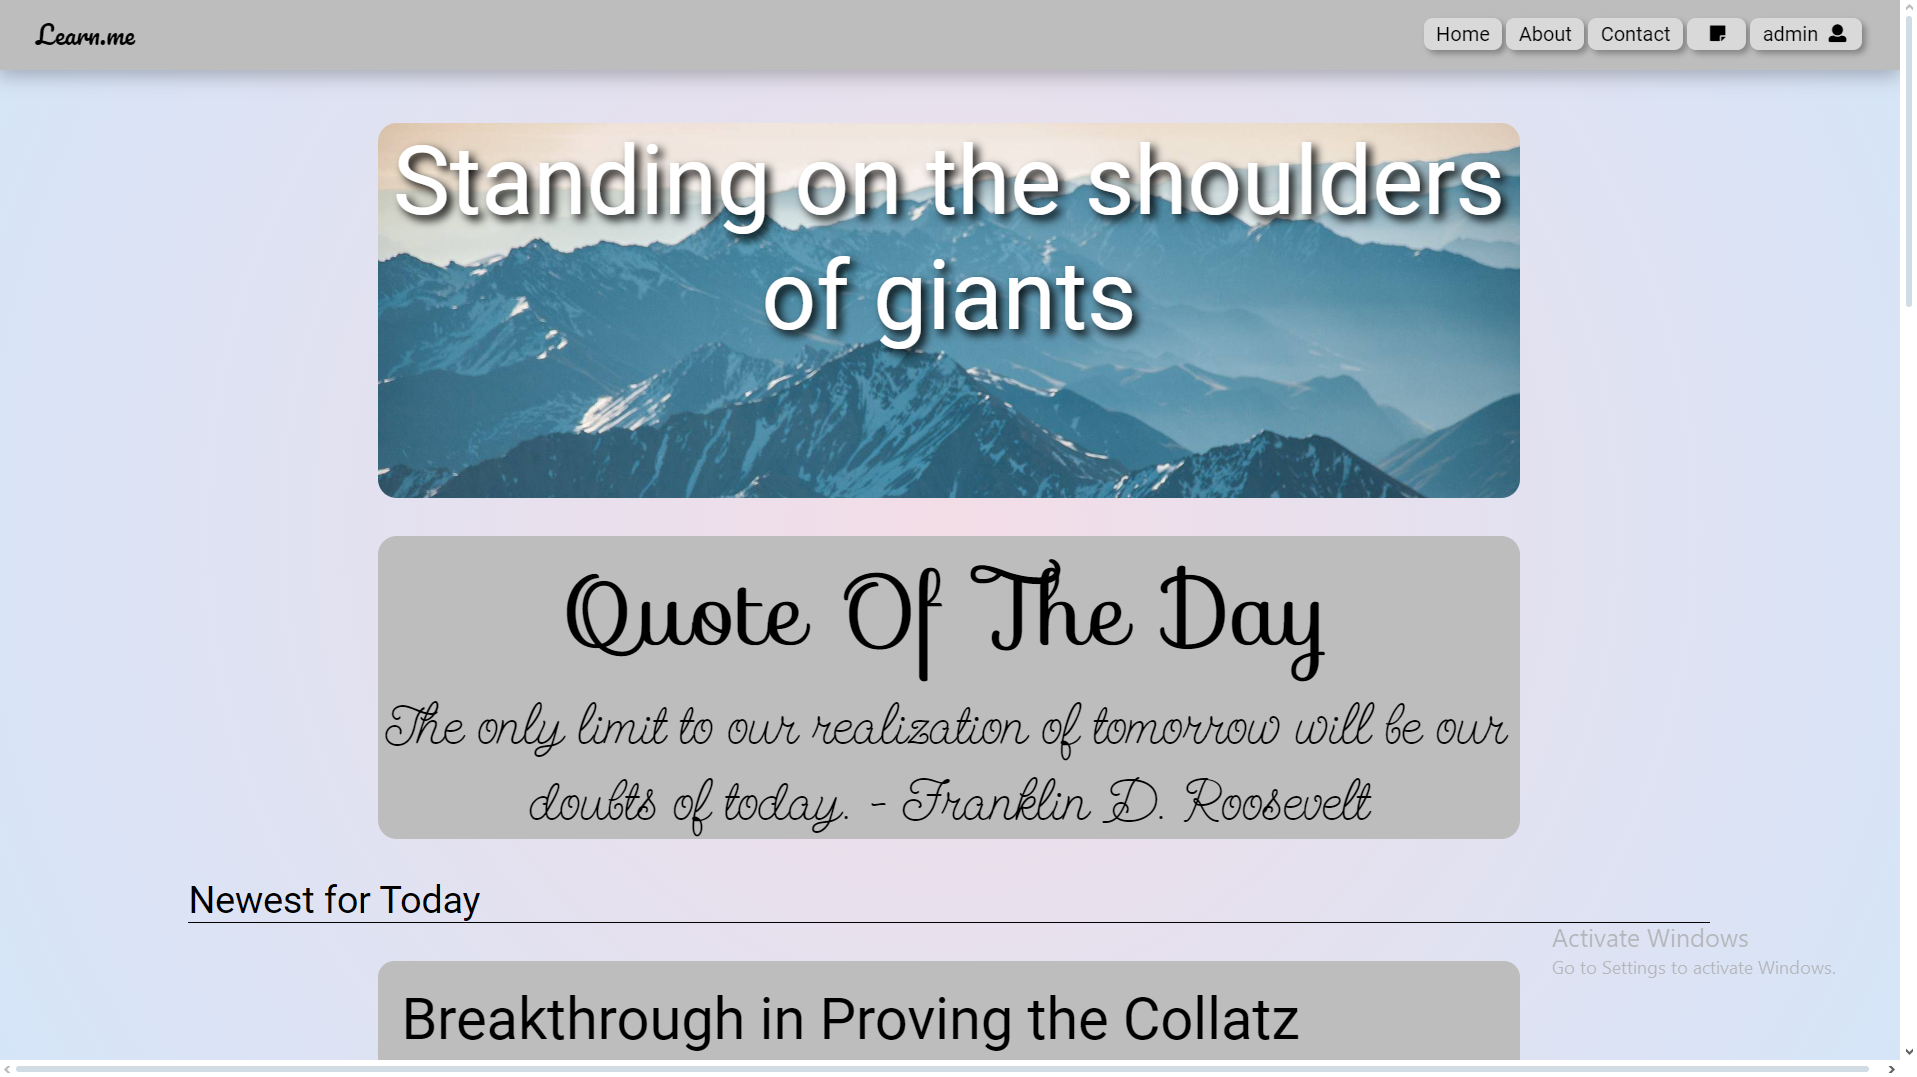 Learn.me
Home About Contact admin
Standing on the shoulders
of giants
Quote Of The Day
The only limit to our realization of tomorrow will be our
doubts of today. - Franklin D. Roosevelt
Newest for Today
Activate Windows
Go to Settings to activate Windows.
Breakthrough in Proving the Collatz